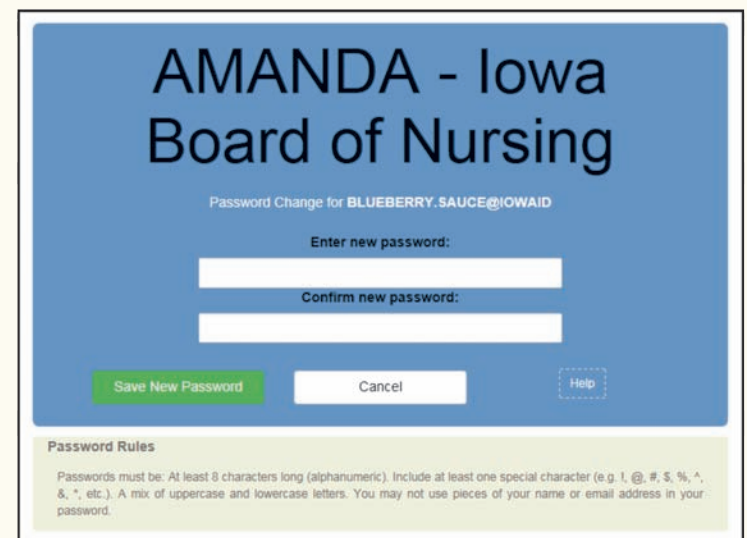 AMANDA - Iowa
Board of Nursing
Password Change for BLUEBERRY.SAUCE@IOWAID
Enter new password:
Confirm new password:
Save New Password
Cancel
Help
Password Rules
Passwords must be: At least 8 characters long (alphanumeric). Include at least one special character (e.g. !, @, #, $, %, ^,
&, *, etc.). A mix of uppercase and lowercase letters. You may not use pieces of your name or email address in your
password.